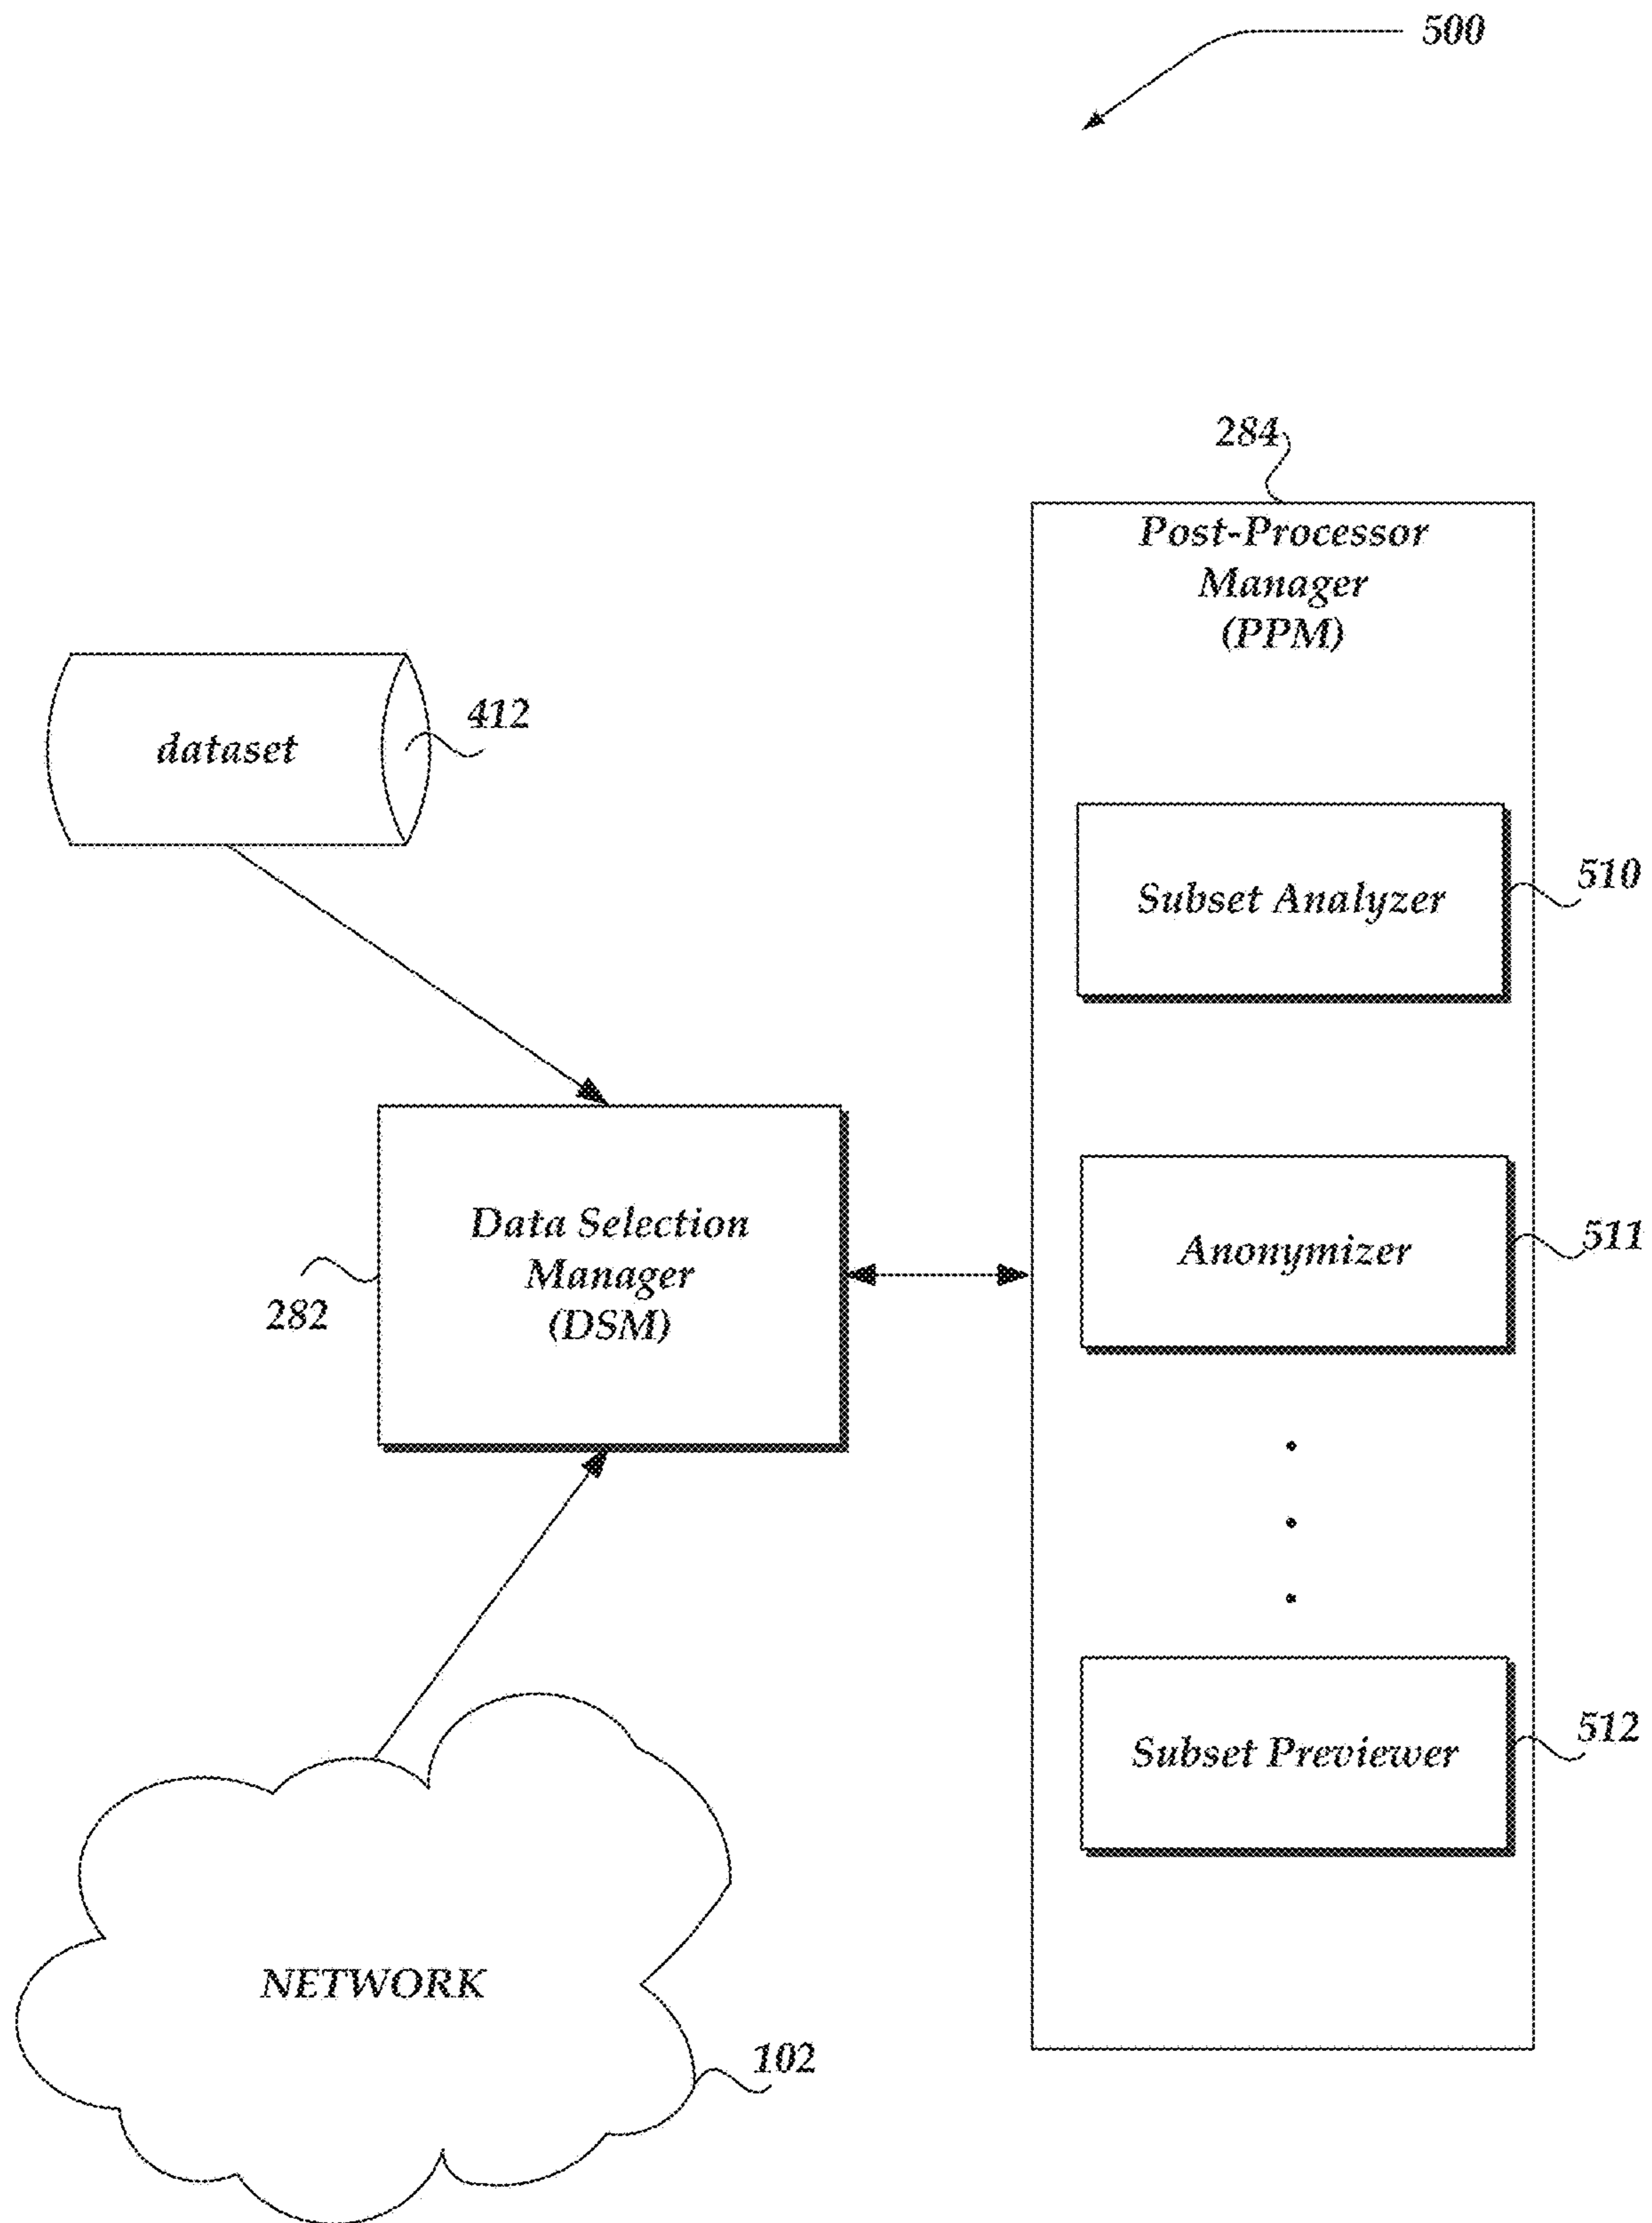 500
284
Post-Processor
Manager
(PPM)
412
dataset
510
Subset Analyzer
Data Selection
Manager
(DSM)
282
511
Anonymizer
512
Subset Previewer
NETWORK
102